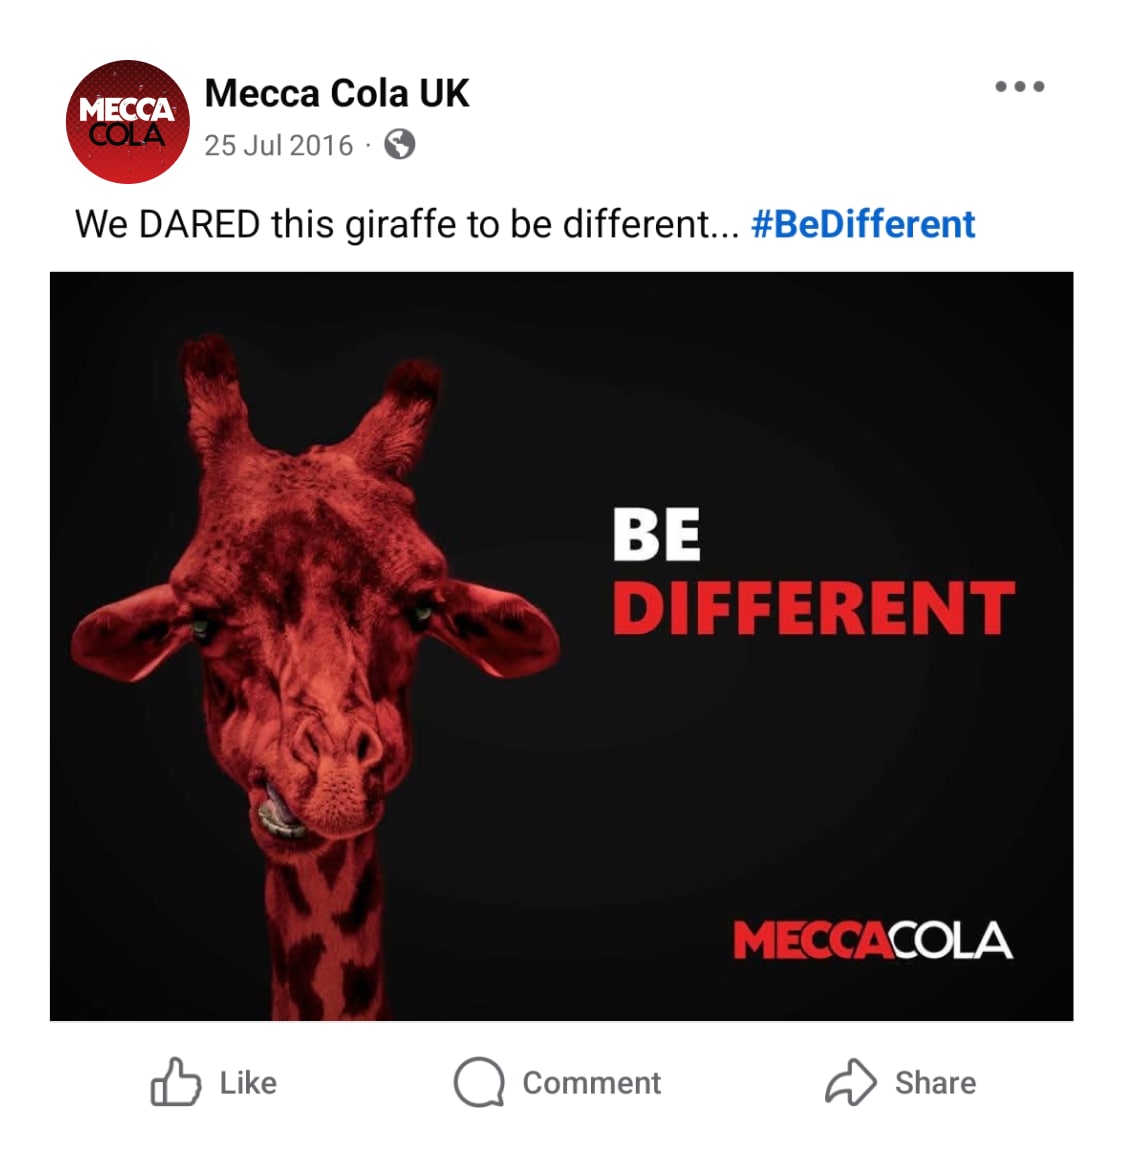 MECCA
COLA
Mecca Cola UK
25 Jul 2016 ·
We DARED this giraffe to be different... #BeDifferent
BE
DIFFERENT
MECCACOLA
Like
Comment
Share